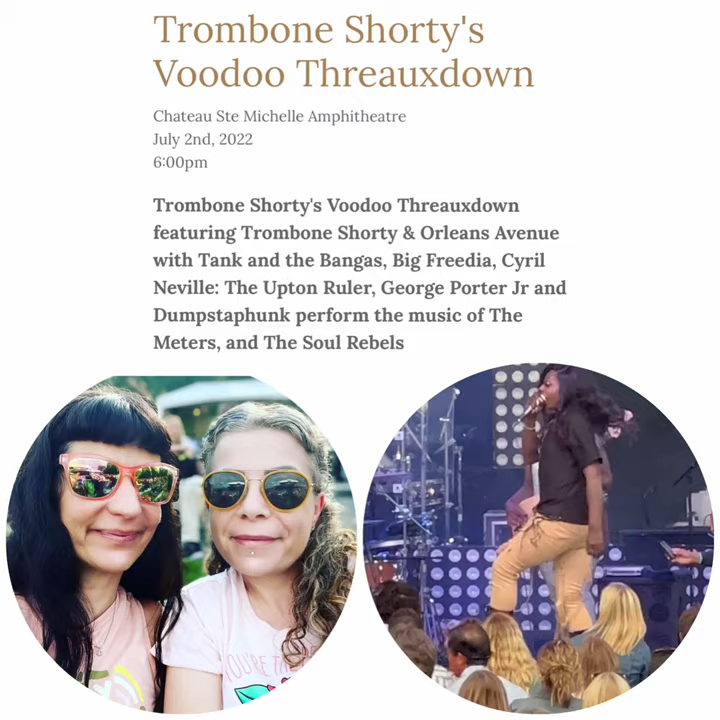 Trombone Shorty's
Voodoo Threauxdown
Chateau Ste Michelle Amphitheatre
July 2nd, 2022
6:00pm
Trombone Shorty's Voodoo Threauxdown
featuring Trombone Shorty & Orleans Avenue
with Tank and the Bangas, Big Freedia, Cyril
Neville: The Upton Ruler, George Porter Jr and
Dumpstaphunk perform the music of The
Meters, and The Soul Rebels
YOU'RE